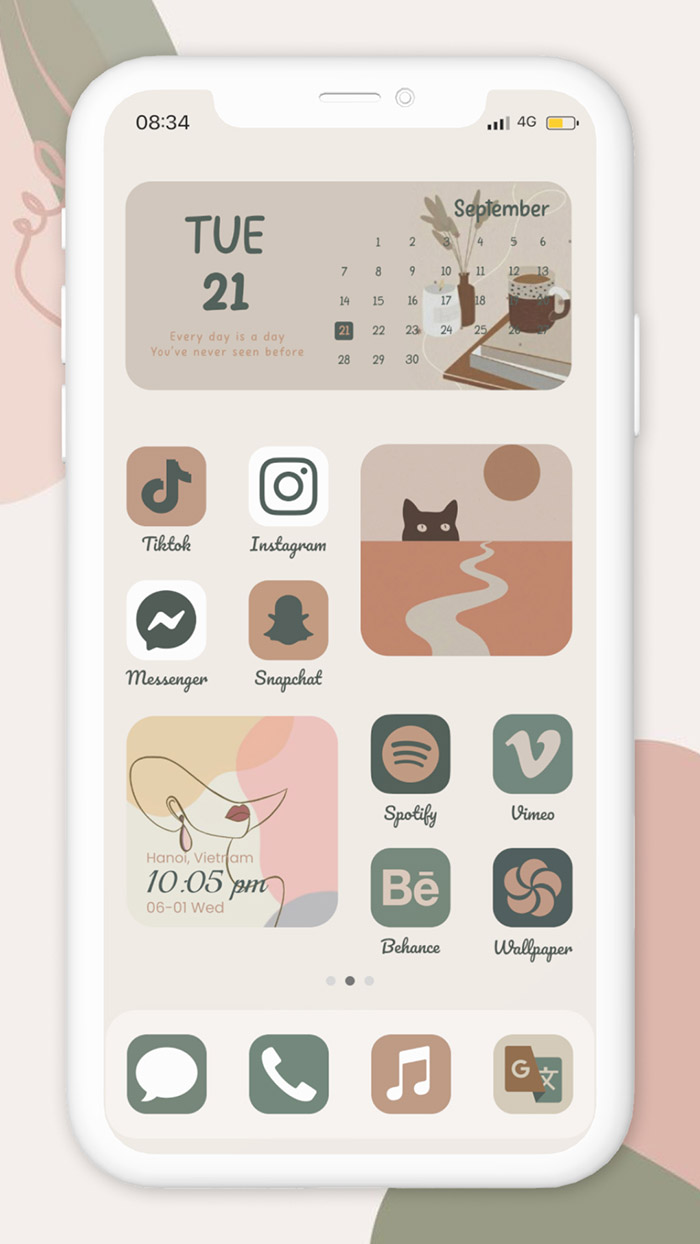 08:34
4G
TUE
21
Every day is a day
You've never seen before
September
1 2 3 4 5 6
7 8 9 10 11 12 13
14 15 16 17 18
21 22 23 24 25 26 27
28 29 30
Tiktok
Instagram
Messenger
Snapchat
Hanoi, Vietnam
10:05 pm
06-01 Wed
Spotify
Vimeo
Bē
Behance
Wallpaper
G 文